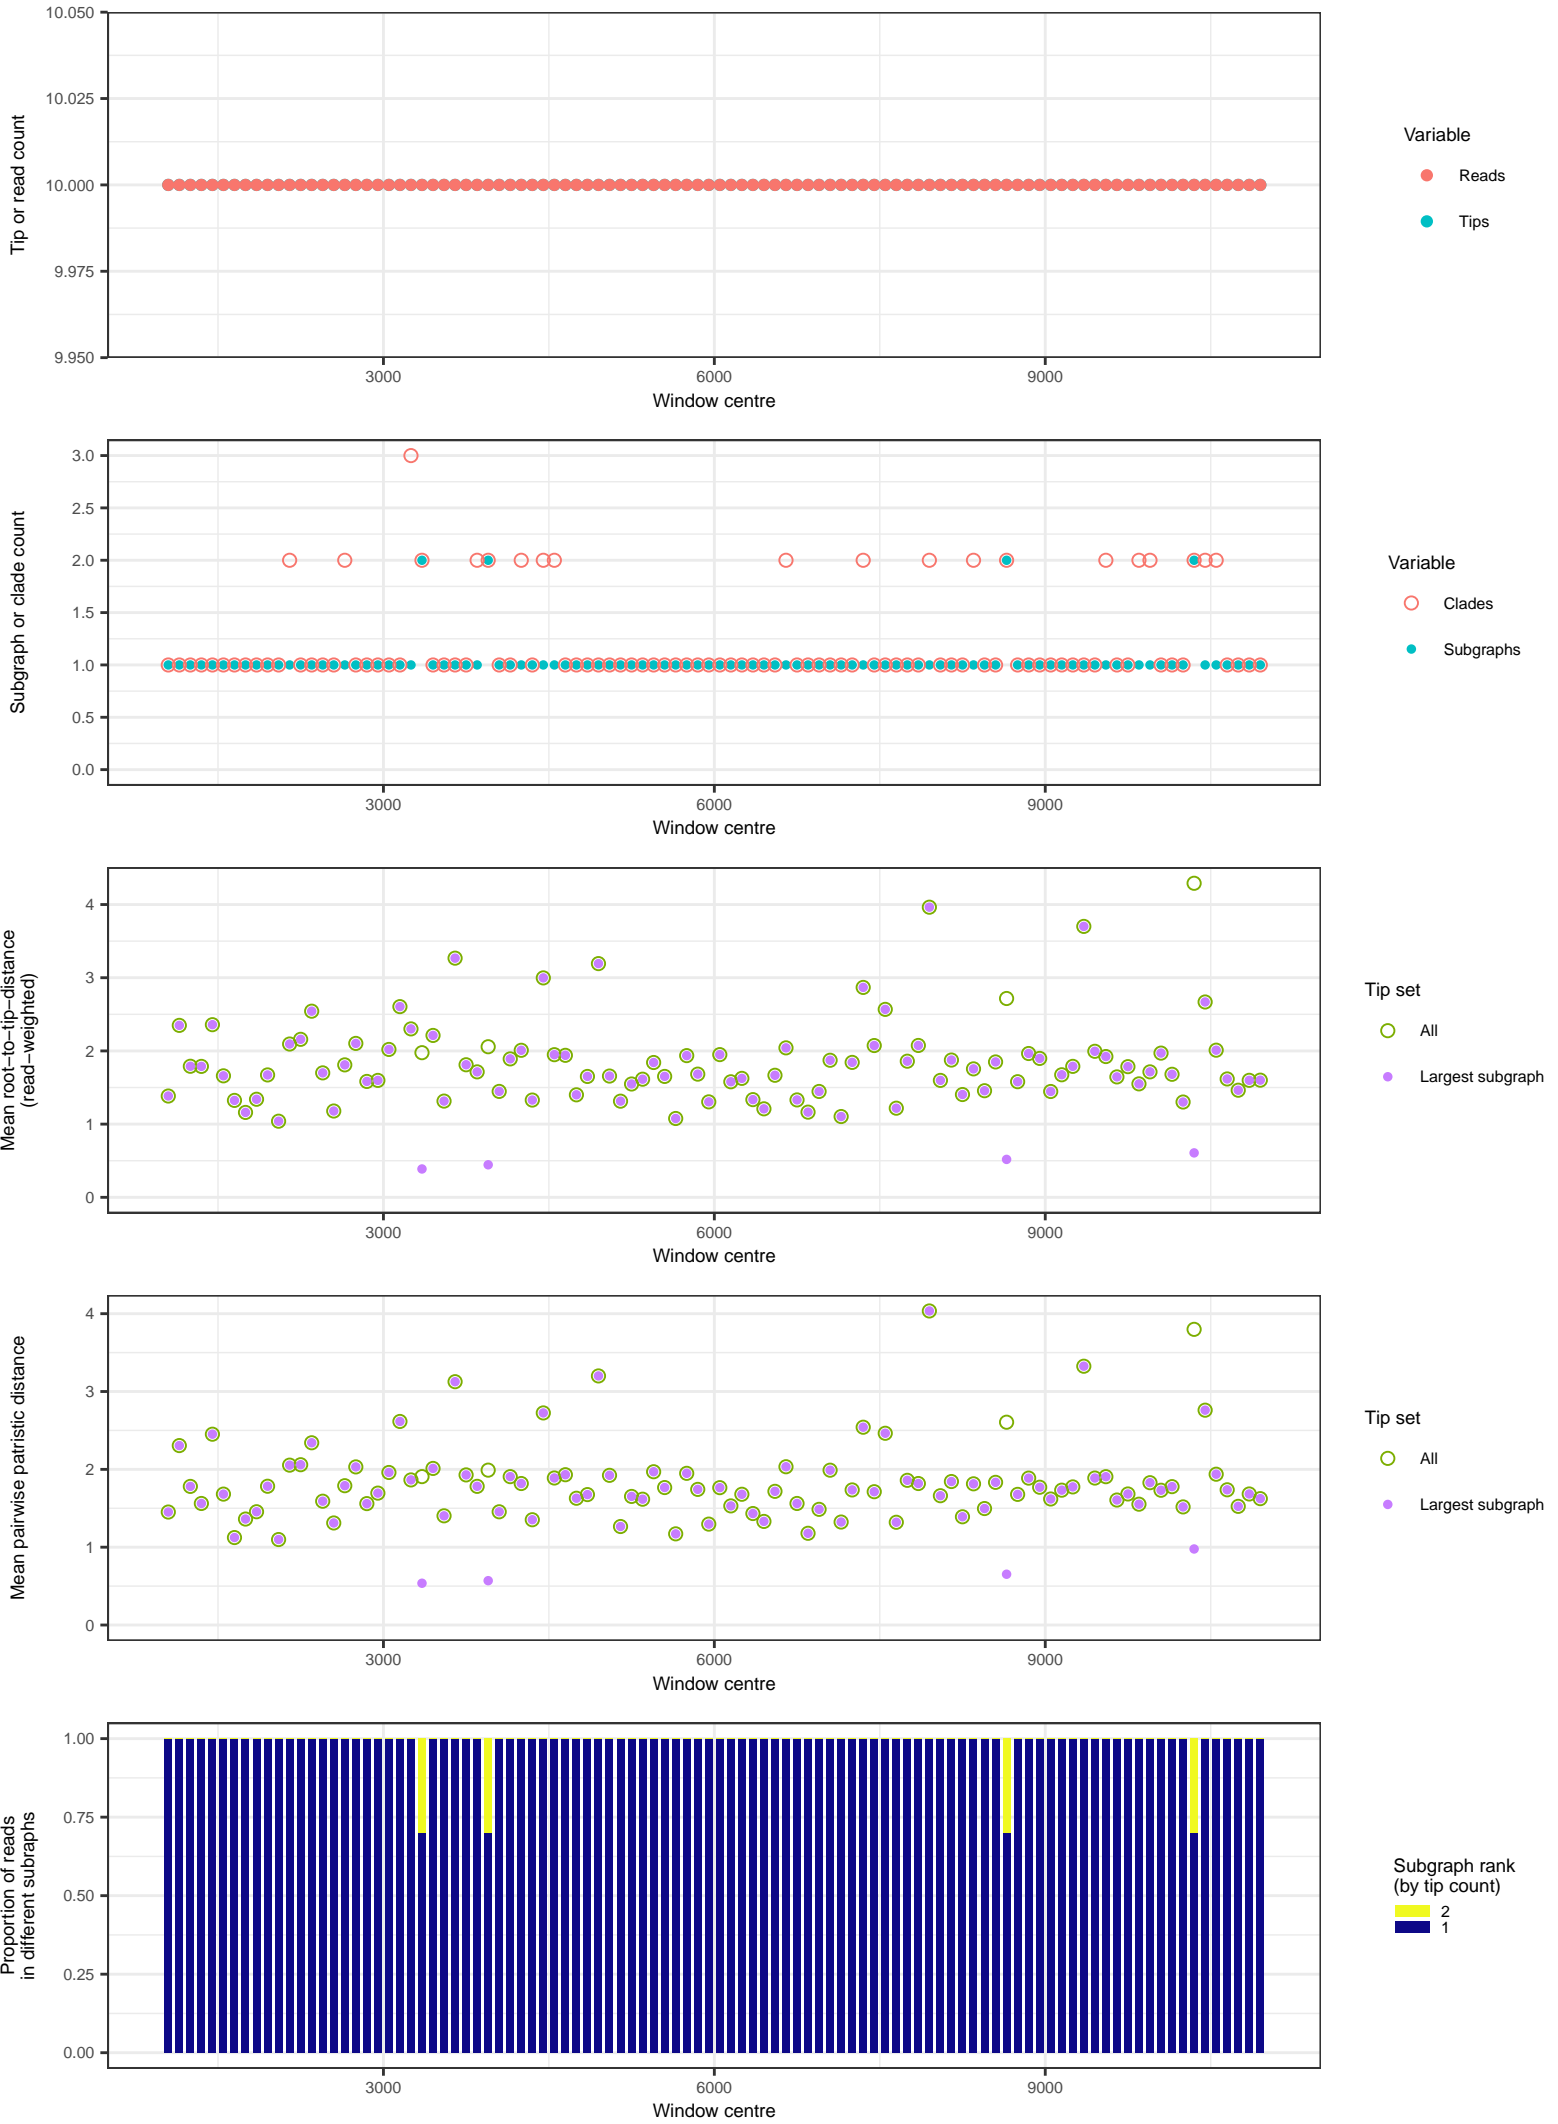 10.050
10.025
10.000
9.975
9.950
Tip or read count
3000 6000 9000
Window centre
Variable
Reads
Tips
3.0
2.5
2.0
1.5
1.0
0.5
0.0
Subgraph or clade count
3000 6000 9000
Window centre
Variable
Clades
Subgraphs
4
3
2
1
0
Mean root−to−tip−distance
(read−weighted)
3000 6000 9000
Window centre
Tip set
All
Largest subgraph
4
3
2
1
0
Mean pairwise patristic distance
3000 6000 9000
Window centre
Tip set
All
Largest subgraph
1.00
0.75
0.50
0.25
0.00
Proportion of reads
in different subraphs
3000 6000 9000
Window centre
Subgraph rank
(by tip count)
2
1